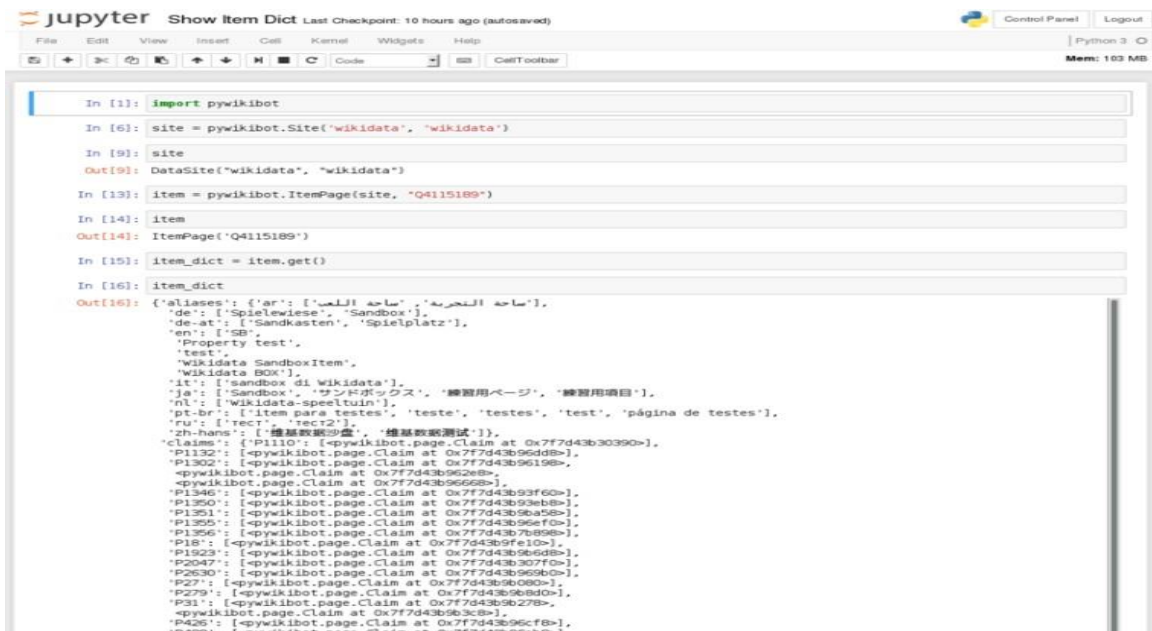 jupyter Show Item Dict Last Checkpoint: 10 hours ago (autosaved)
Control Panel Logout
File Edit View Insert Cell Kernel Widgets Help
Python 3
Code CellToolbar
Mem: 103 MB
In [1]: import pywikibot
In [6]: site = pywikibot.Site('wikidata', 'wikidata')
In [9]: site
Out[9]: DataSite("wikidata", "wikidata")
In [13]: item = pywikibot.ItemPage(site, "Q4115189")
In [14]: item
Out[14]: ItemPage('Q4115189')
In [15]: item_dict = item.get()
In [16]: item_dict
Out[16]: {'aliases': {'ar': ['ساحة التجربة', 'ساحة اللعب'],
'de': ['Spielewiese', 'Sandbox'],
'de-at': ['Sandkasten', 'Spielplatz'],
'en': ['SB',
'Property test',
'test',
'Wikidata SandboxItem',
'Wikidata BOX'],
'it': ['sandbox di Wikidata'],
'ja': ['Sandbox', 'サンドボックス', '練習用ページ', '練習用項目'],
'nl': ['Wikidata-speeltuin'],
'pt-br': ['item para testes', 'teste', 'testes', 'test', 'página de testes'],
'ru': ['тест', 'тест2'],
'zh-hans': ['维基数据沙盘', '维基数据测试']},
'claims': {'P1110': [<pywikibot.page.Claim at 0x7f7d43b30390>],
'P1132': [<pywikibot.page.Claim at 0x7f7d43b96dd8>],
'P1302': [<pywikibot.page.Claim at 0x7f7d43b96198>,
<pywikibot.page.Claim at 0x7f7d43b962e8>,
<pywikibot.page.Claim at 0x7f7d43b96668>],
'P1346': [<pywikibot.page.Claim at 0x7f7d43b93f60>],
'P1350': [<pywikibot.page.Claim at 0x7f7d43b93eb8>],
'P1351': [<pywikibot.page.Claim at 0x7f7d43b9ba58>],
'P1355': [<pywikibot.page.Claim at 0x7f7d43b96ef0>],
'P1356': [<pywikibot.page.Claim at 0x7f7d43b7b898>],
'P18': [<pywikibot.page.Claim at 0x7f7d43b9fe10>],
'P1923': [<pywikibot.page.Claim at 0x7f7d43b9b6d8>],
'P2047': [<pywikibot.page.Claim at 0x7f7d43b307f0>],
'P2630': [<pywikibot.page.Claim at 0x7f7d43b969b0>],
'P27': [<pywikibot.page.Claim at 0x7f7d43b9b080>],
'P279': [<pywikibot.page.Claim at 0x7f7d43b9b8d0>],
'P31': [<pywikibot.page.Claim at 0x7f7d43b9b278>,
<pywikibot.page.Claim at 0x7f7d43b9b3c8>],
'P426': [<pywikibot.page.Claim at 0x7f7d43b96cf8>],